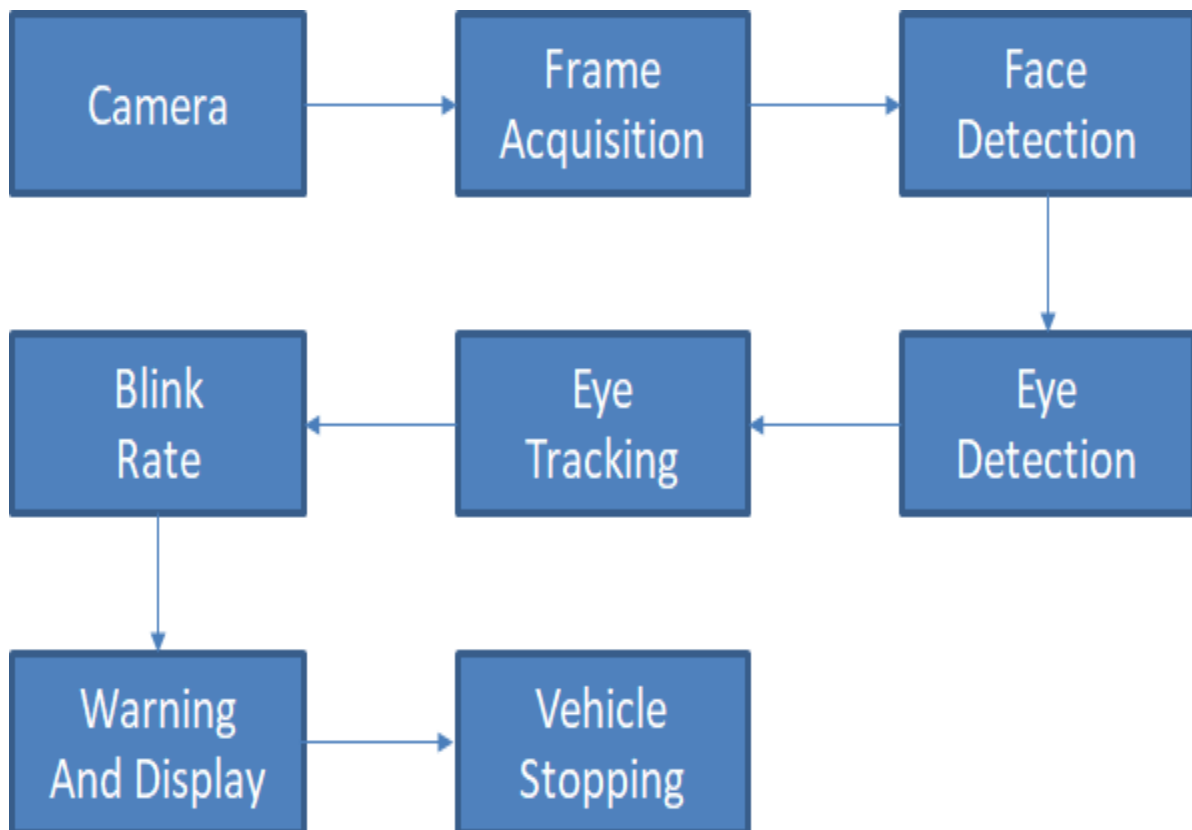 Camera
Frame
Acquisition
Face
Detection
Eye
Detection
Eye
Tracking
Blink
Rate
Warning
And Display
Vehicle
Stopping